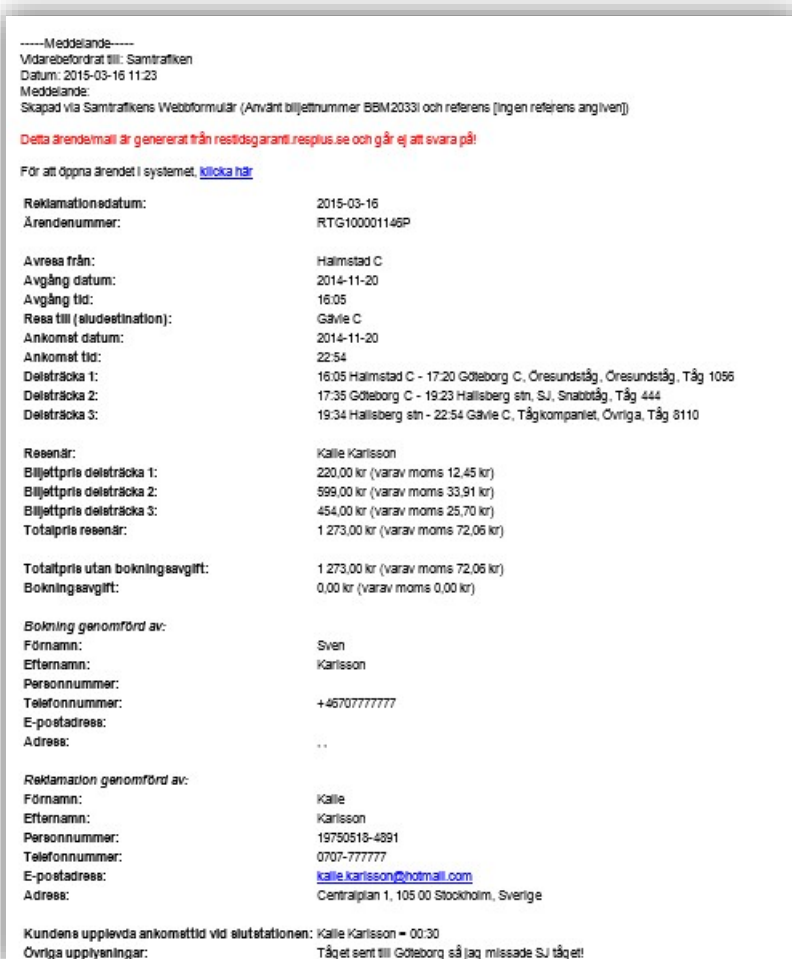 -----Meddelande-----
Vidarebefordrat till: Samtrafiken
Datum: 2015-03-16 11:23
Meddelande:
Skapad via Samtrafikens Webbformulär (Använt biljettnummer BBM2033I och referens [Ingen referens angiven])
Detta ärende/mail är genererat från restidsgaranti.resplus.se och går ej att svara på!
För att öppna ärendet i systemet, klicka här
Reklamationsdatum: 2015-03-16
Ärendenummer: RTG100001146P
Avresa från: Halmstad C
Avgång datum: 2014-11-20
Avgång tid: 16:05
Resa till (slutdestination): Gävle C
Ankomst datum: 2014-11-20
Ankomst tid: 22:54
Delsträcka 1: 16:05 Halmstad C - 17:20 Göteborg C, Öresundståg, Öresundståg, Tåg 1056
Delsträcka 2: 17:35 Göteborg C - 19:23 Hallsberg stn, SJ, Snabbtåg, Tåg 444
Delsträcka 3: 19:34 Hallsberg stn - 22:54 Gävle C, Tågkompaniet, Övriga, Tåg 8110
Resenär: Kalle Karlsson
Biljettpris delsträcka 1: 220,00 kr (varav moms 12,45 kr)
Biljettpris delsträcka 2: 599,00 kr (varav moms 33,91 kr)
Biljettpris delsträcka 3: 454,00 kr (varav moms 25,70 kr)
Totalpris resenär: 1 273,00 kr (varav moms 72,06 kr)
Totaltpris utan bokningsavgift: 1 273,00 kr (varav moms 72,06 kr)
Bokningsavgift: 0,00 kr (varav moms 0,00 kr)
Bokning genomförd av:
Förnamn: Sven
Efternamn: Karlsson
Personnummer:
Telefonnummer: +46707777777
E-postadress:
Adress: , ,
Reklamation genomförd av:
Förnamn: Kalle
Efternamn: Karlsson
Personnummer: 19750518-4891
Telefonnummer: 0707-777777
E-postadress: kalle.karlsson@hotmail.com
Adress: Centralplan 1, 105 00 Stockholm, Sverige
Kundens upplevda ankomsttid vid slutstationen: Kalle Karlsson = 00:30
Övriga upplysningar: Tåget sent till Göteborg så jag missade SJ tåget!